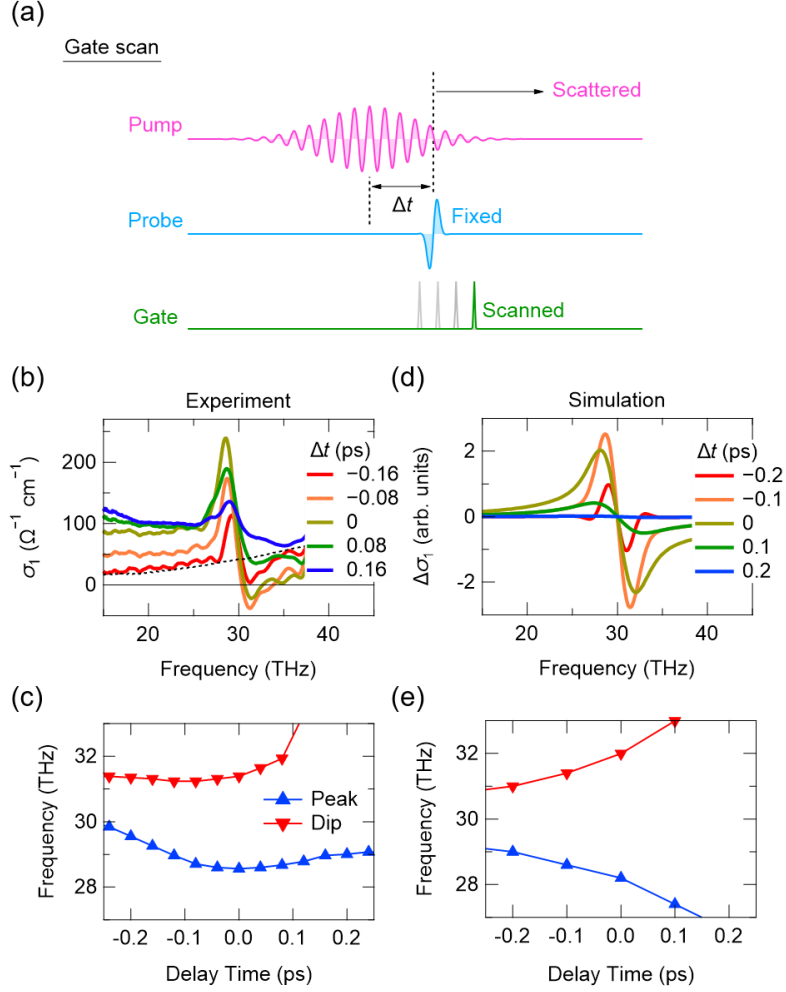 (a)
Gate scan
Scattered
Pump
Δt
Probe
Fixed
Gate
Scanned
(b)
Experiment
Δt (ps)
−0.16
−0.08
0
0.08
0.16
200
100
0
σ1 (Ω−1 cm−1)
20
30
40
Frequency (THz)
(d)
Simulation
Δt (ps)
−0.2
−0.1
0
0.1
0.2
2
0
-2
Δσ1 (arb. units)
20
30
40
Frequency (THz)
(c)
32
30
28
Frequency (THz)
Peak
Dip
-0.2
-0.1
0.0
0.1
0.2
Delay Time (ps)
(e)
32
30
28
Frequency (THz)
-0.2
-0.1
0.0
0.1
0.2
Delay Time (ps)